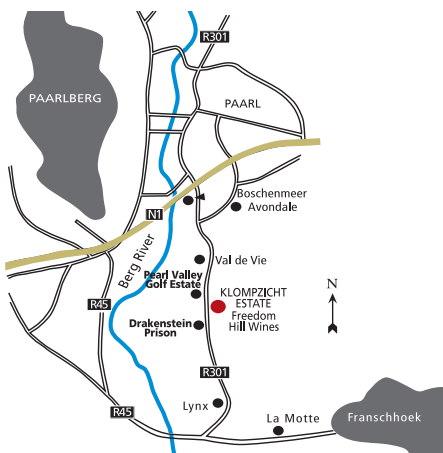 R301
PAARLBERG
PAARL
Boschenmeer
Avondale
N1
Berg River
Val de Vie
Pearl Valley
Golf Estate
KLOMPZICHT
ESTATE
Freedom
Hill Wines
N
R45
Drakenstein
Prison
R301
Lynx
R45
La Motte
Franschhoek